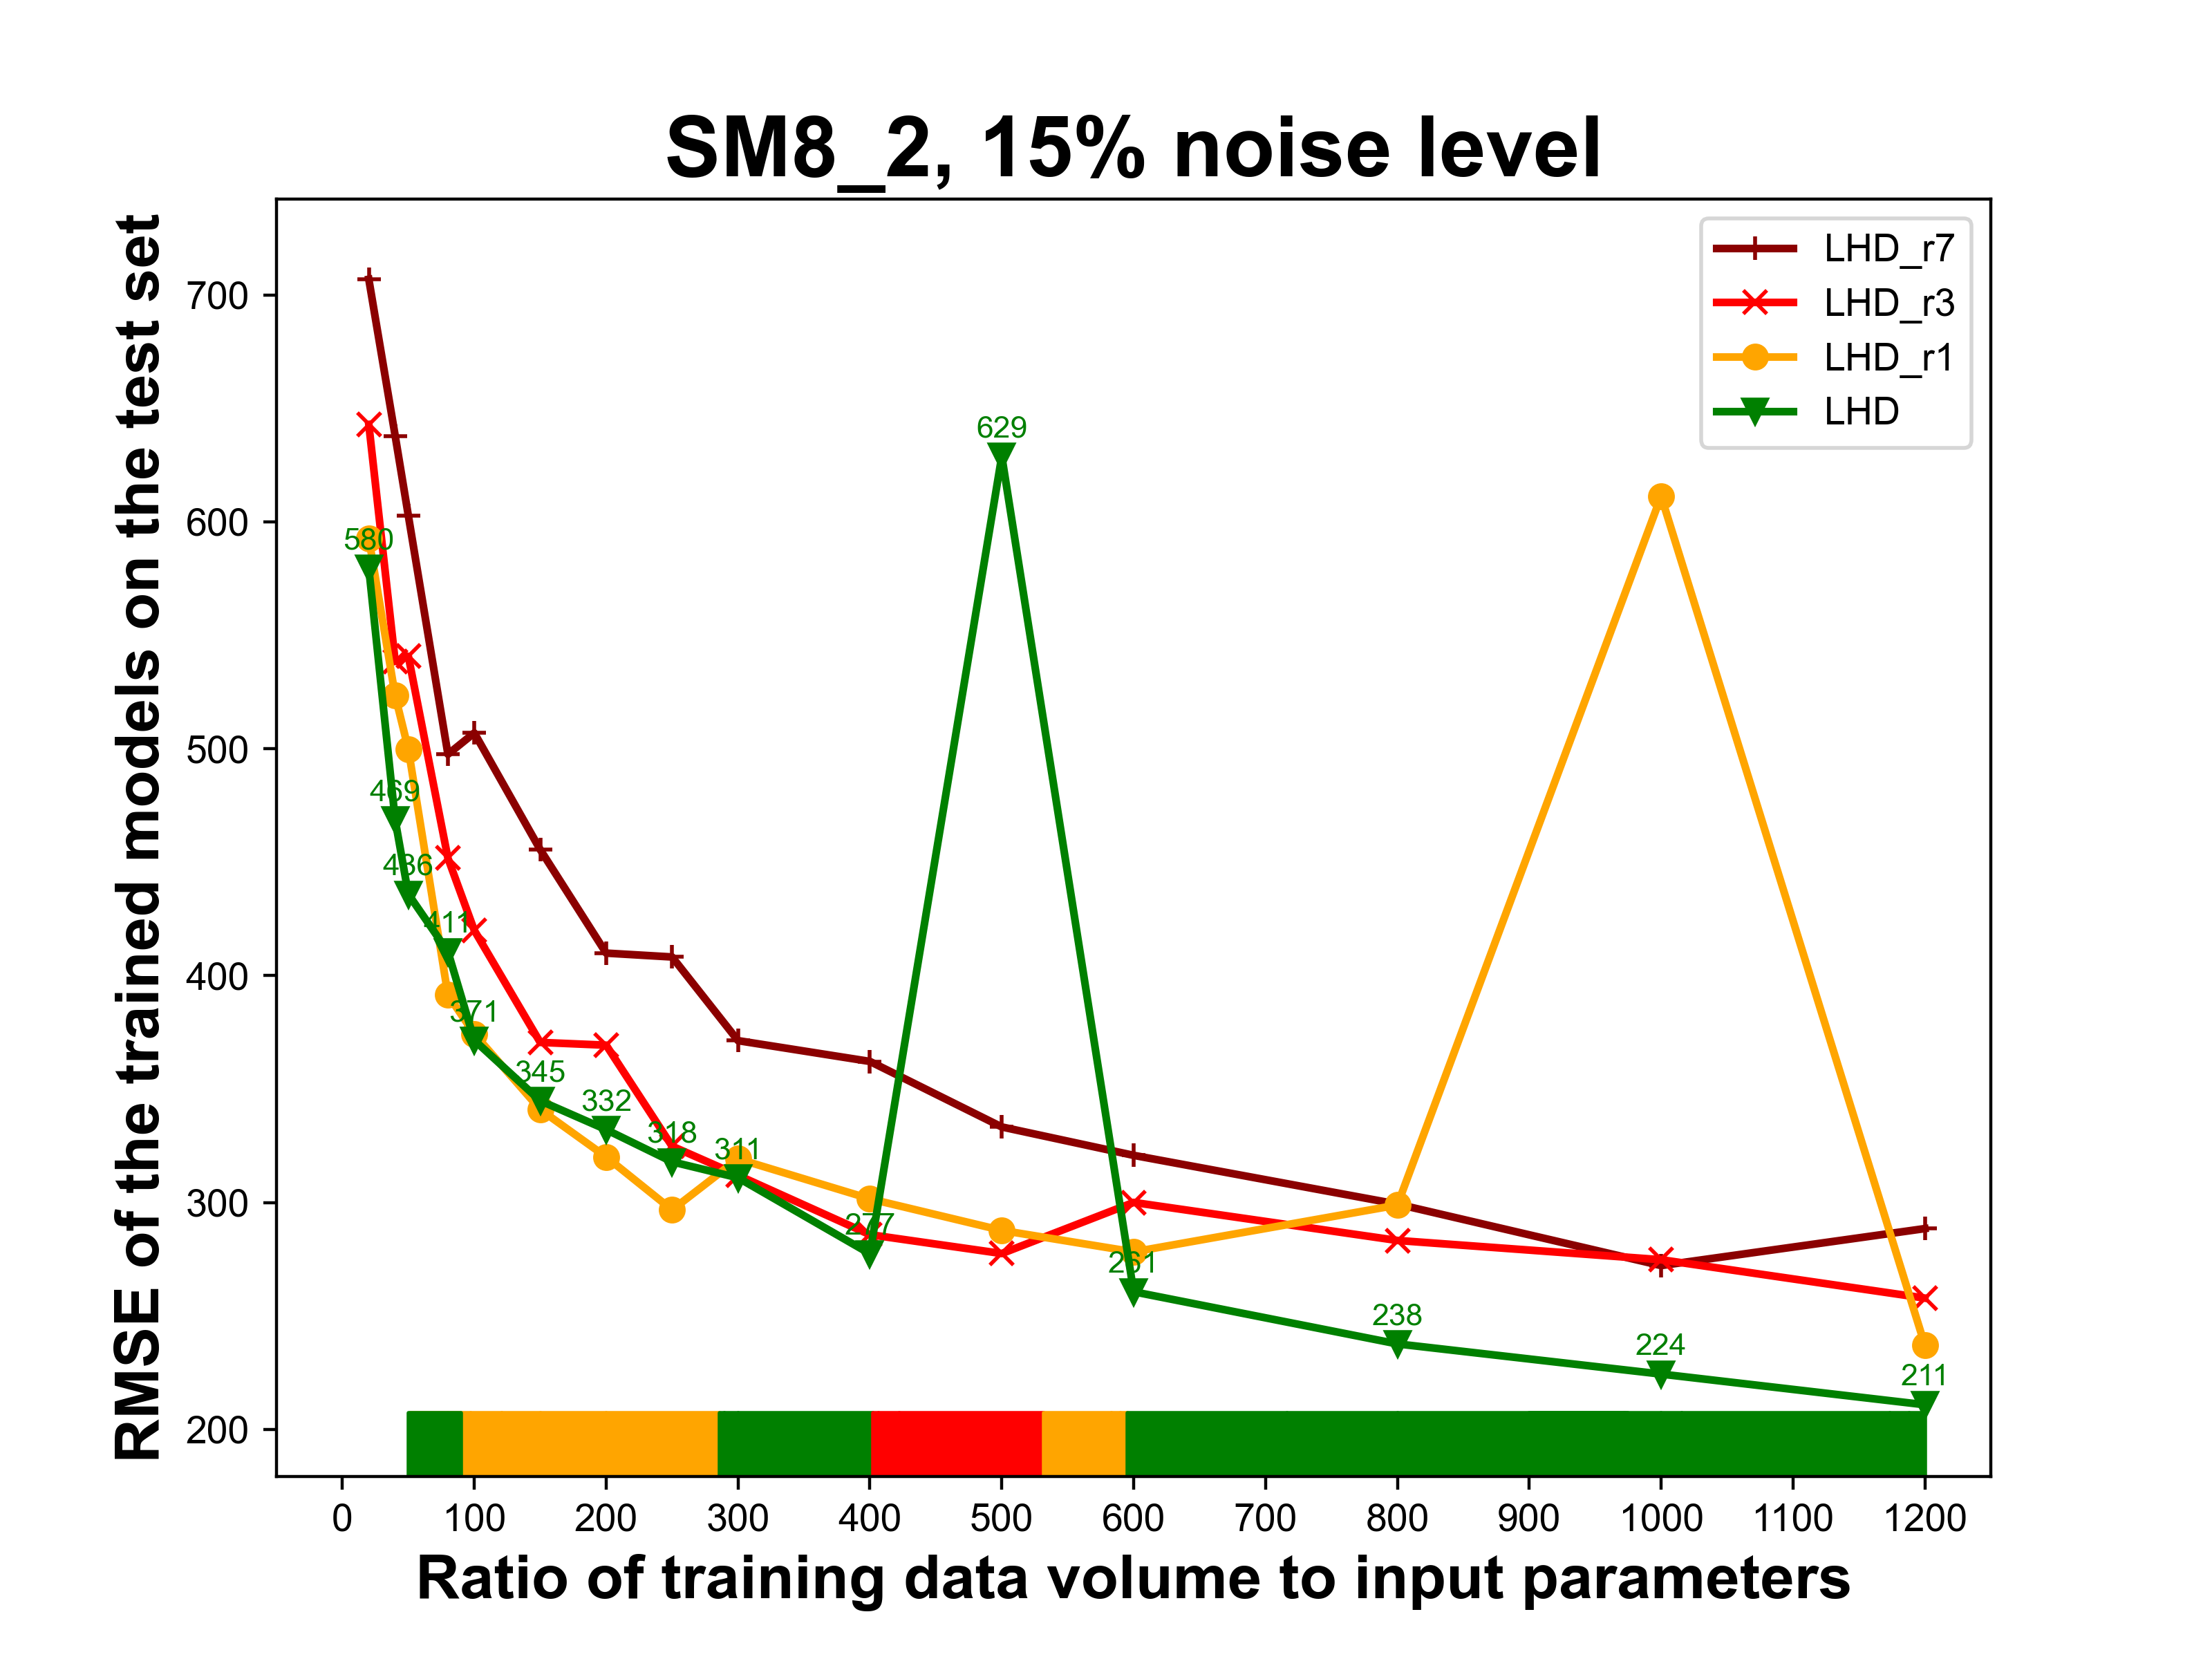 SM8_2, 15% noise level
RMSE of the trained models on the test set
700
600
500
400
300
200
LHD_r7
LHD_r3
LHD_r1
LHD
580
469
436
411
371
345
332
318
311
277
629
261
238
224
211
0 100 200 300 400 500 600 700 800 900 1000 1100 1200
Ratio of training data volume to input parameters